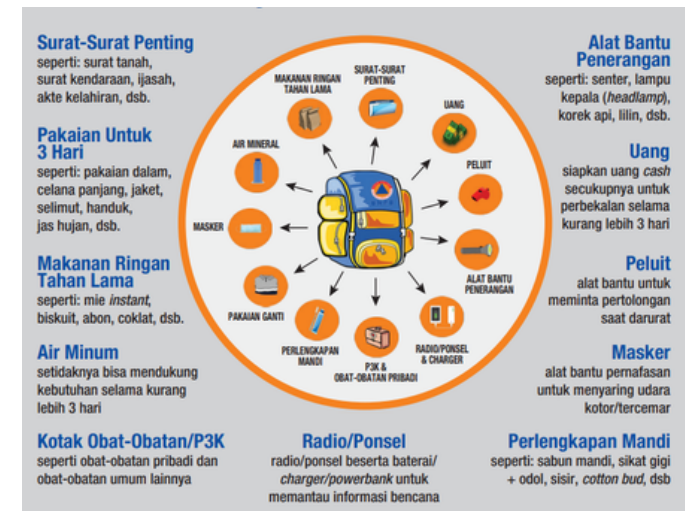 Surat-Surat Penting
seperti: surat tanah,
surat kendaraan, ijasah,
akte kelahiran, dsb.
Pakaian Untuk
3 Hari
seperti: pakaian dalam,
celana panjang, jaket,
selimut, handuk,
jas hujan, dsb.
Makanan Ringan
Tahan Lama
seperti: mie instant,
biskuit, abon, coklat, dsb.
Air Minum
setidaknya bisa mendukung
kebutuhan selama kurang
lebih 3 hari
Kotak Obat-Obatan/P3K
seperti obat-obatan pribadi dan
obat-obatan umum lainnya
SURAT-SURAT
PENTING
UANG
PELUIT
ALAT BANTU
PENERANGAN
RADIO/PONSEL
& CHARGER
P3K &
OBAT-OBATAN PRIBADI
PERLENGKAPAN
MANDI
PAKAIAN GANTI
MASKER
AIR MINERAL
MAKANAN RINGAN
TAHAN LAMA
Radio/Ponsel
radio/ponsel beserta baterai/
charger/powerbank untuk
memantau informasi bencana
Alat Bantu
Penerangan
seperti: senter, lampu
kepala (headlamp),
korek api, lilin, dsb.
Uang
siapkan uang cash
secukupnya untuk
perbekalan selama
kurang lebih 3 hari
Peluit
alat bantu untuk
meminta pertolongan
saat darurat
Masker
alat bantu pernafasan
untuk menyaring udara
kotor/tercemar
Perlengkapan Mandi
seperti: sabun mandi, sikat gigi
+ odol, sisir, cotton bud, dsb